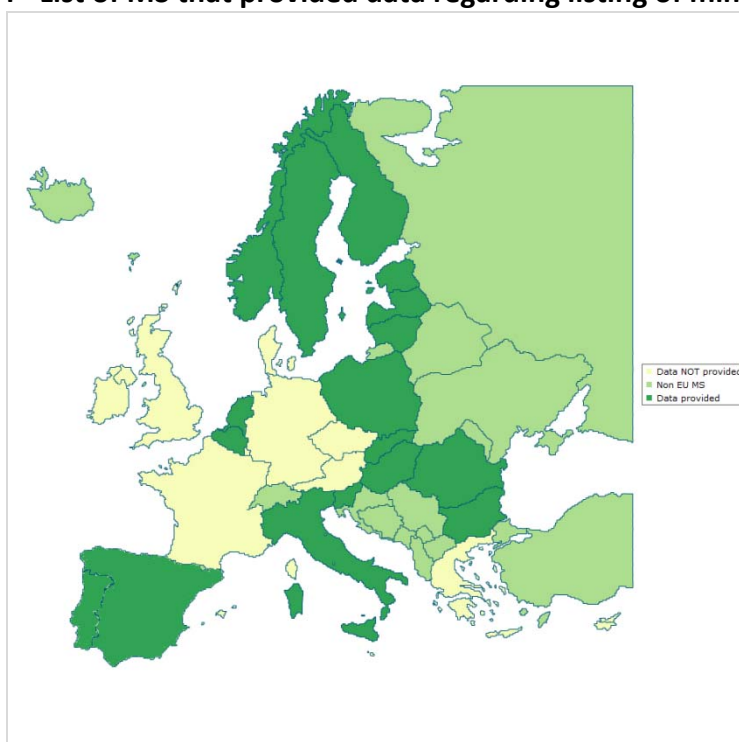 List of MS that provided data regarding listing of
Data NOT provided
Non EU MS
Data provided